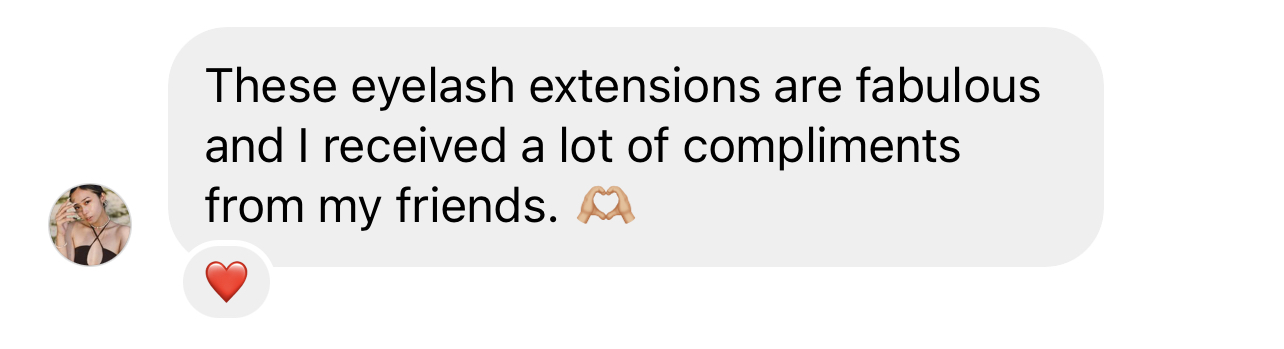 These eyelash extensions are fabulous
and I received a lot of compliments
from my friends. 🫶🏼
❤️